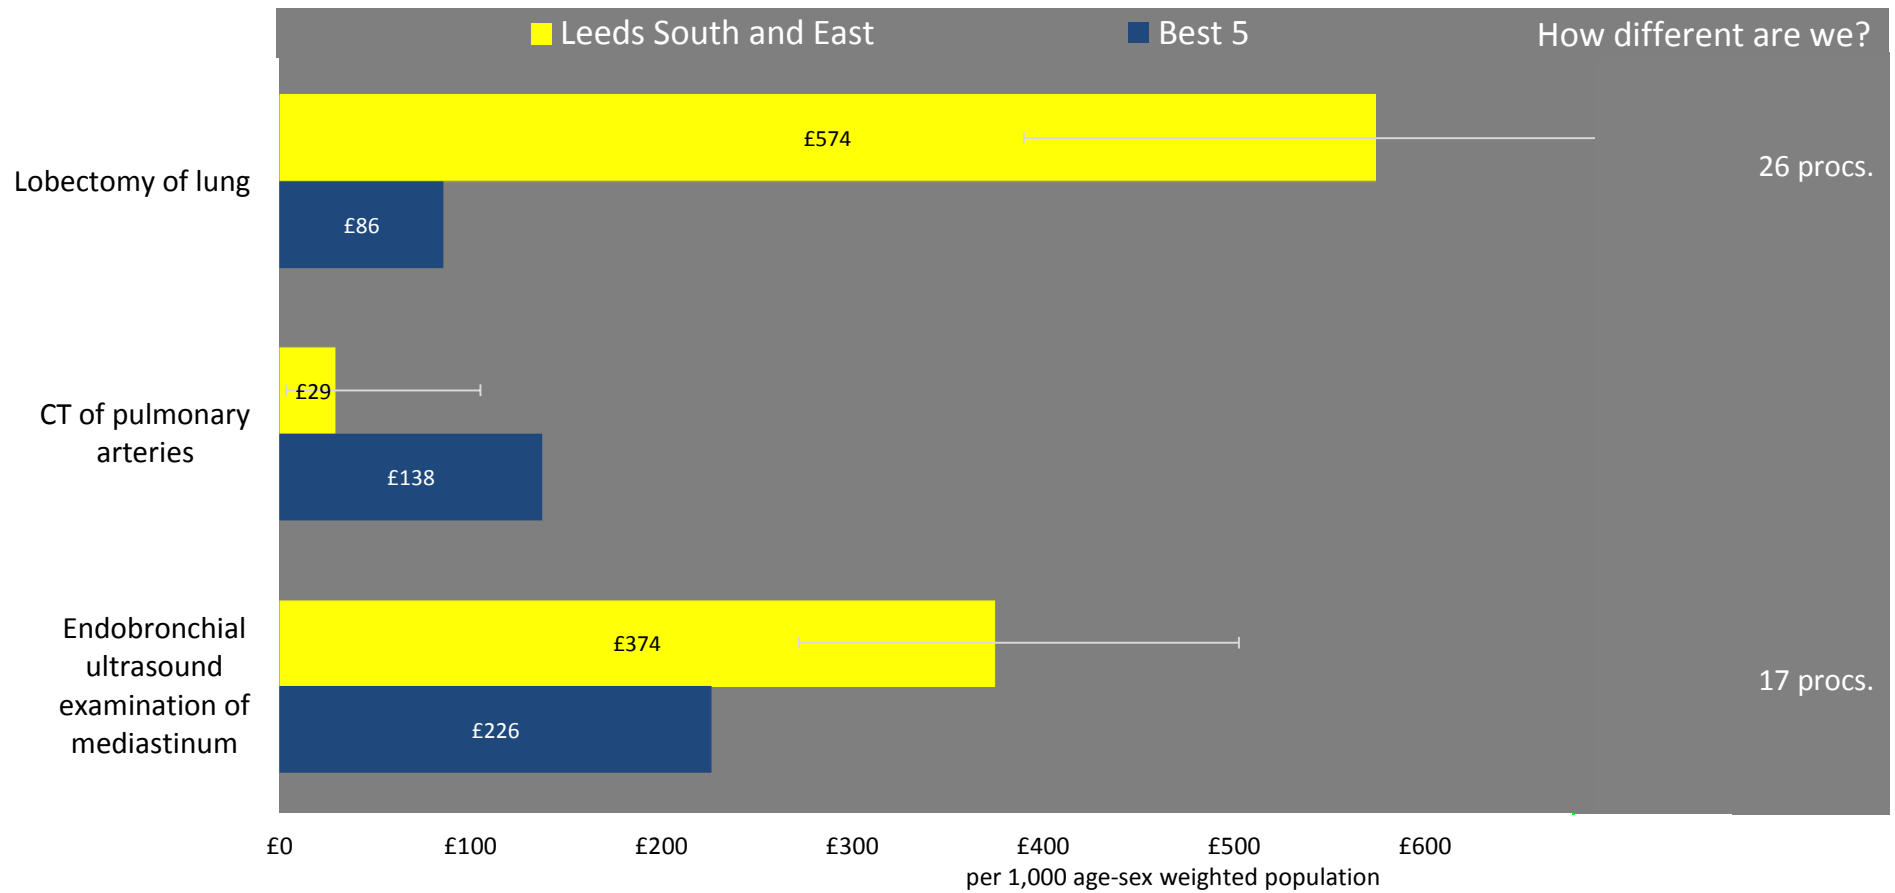 Leeds South and East
Best 5
How different are we?
Lobectomy of lung
£574
£86
26 procs.
CT of pulmonary
arteries
£29
£138
Endobronchial
ultrasound
examination of
mediastinum
£374
£226
17 procs.
£0
£100
£200
£300
£400
£500
£600
per 1,000 age-sex weighted population